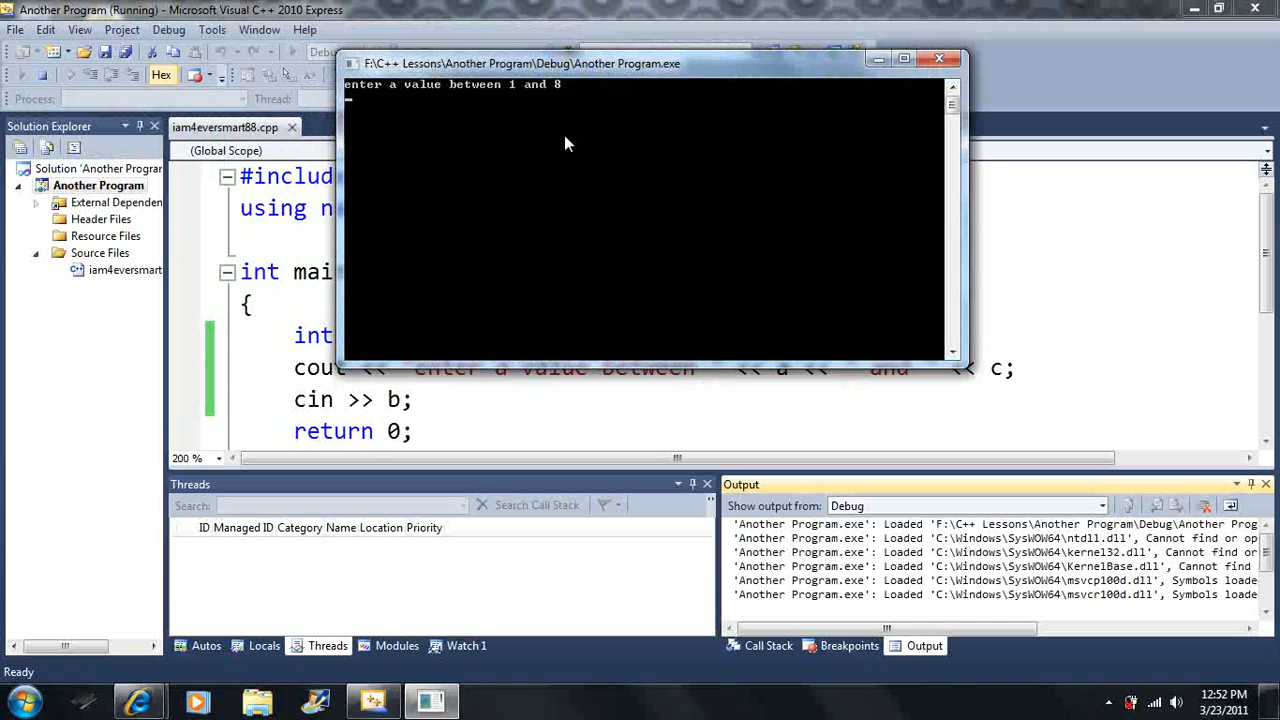 Another Program (Running) - Microsoft Visual C++ 2010 Express
File Edit View Project Debug Tools Window Help
Hex
Process: Thread:
F:\C++ Lessons\Another Program\Debug\Another Program.exe
enter a value between 1 and 8
Solution Explorer
Solution 'Another Program
Another Program
External Dependen
Header Files
Resource Files
Source Files
iam4eversmart
iam4eversmart88.cpp
(Global Scope)
#includ
using n
int mai
{
int
cout << "enter a value between " << a << " and " << c;
cin >> b;
return 0;
200 %
Threads
Search: Search Call Stack
ID Managed ID Category Name Location Priority
Output
Show output from: Debug
'Another Program.exe': Loaded 'F:\C++ Lessons\Another Program\Debug\Another Prog
'Another Program.exe': Loaded 'C:\Windows\SysWOW64\ntdll.dll', Cannot find or op
'Another Program.exe': Loaded 'C:\Windows\SysWOW64\kernel32.dll', Cannot find or
'Another Program.exe': Loaded 'C:\Windows\SysWOW64\KernelBase.dll', Cannot find
'Another Program.exe': Loaded 'C:\Windows\SysWOW64\msvcp100d.dll', Symbols loade
'Another Program.exe': Loaded 'C:\Windows\SysWOW64\msvcr100d.dll', Symbols loade
Autos Locals Threads Modules Watch 1
Call Stack Breakpoints Output
Ready
12:52 PM
3/23/2011